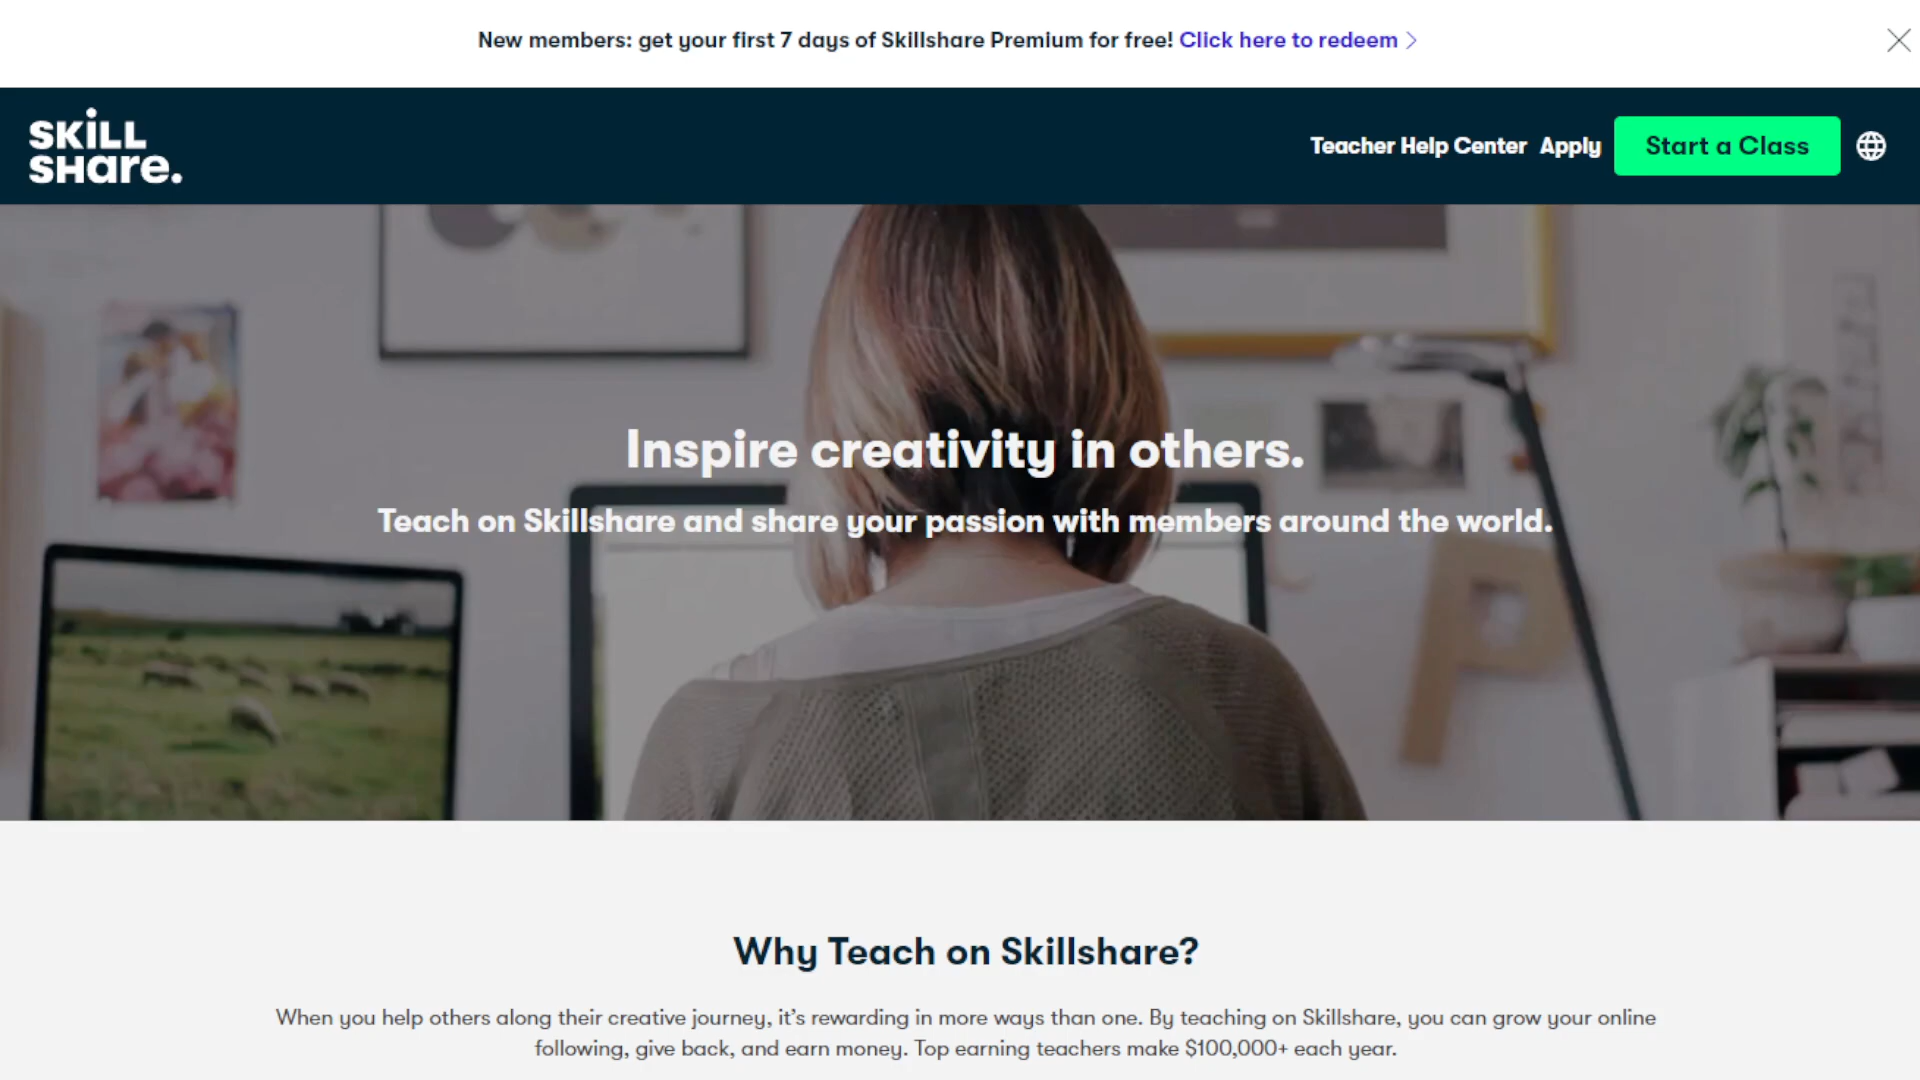 New members: get your first 7 days of Skillshare Premium for free! Click here to redeem
SKILL
SHare.
Teacher Help Center Apply Start a Class
Inspire creativity in others.
Teach on Skillshare and share your passion with members around the world.
P
Why Teach on Skillshare?
When you help others along their creative journey, it’s rewarding in more ways than one. By teaching on Skillshare, you can grow your online
following, give back, and earn money. Top earning teachers make $100,000+ each year.